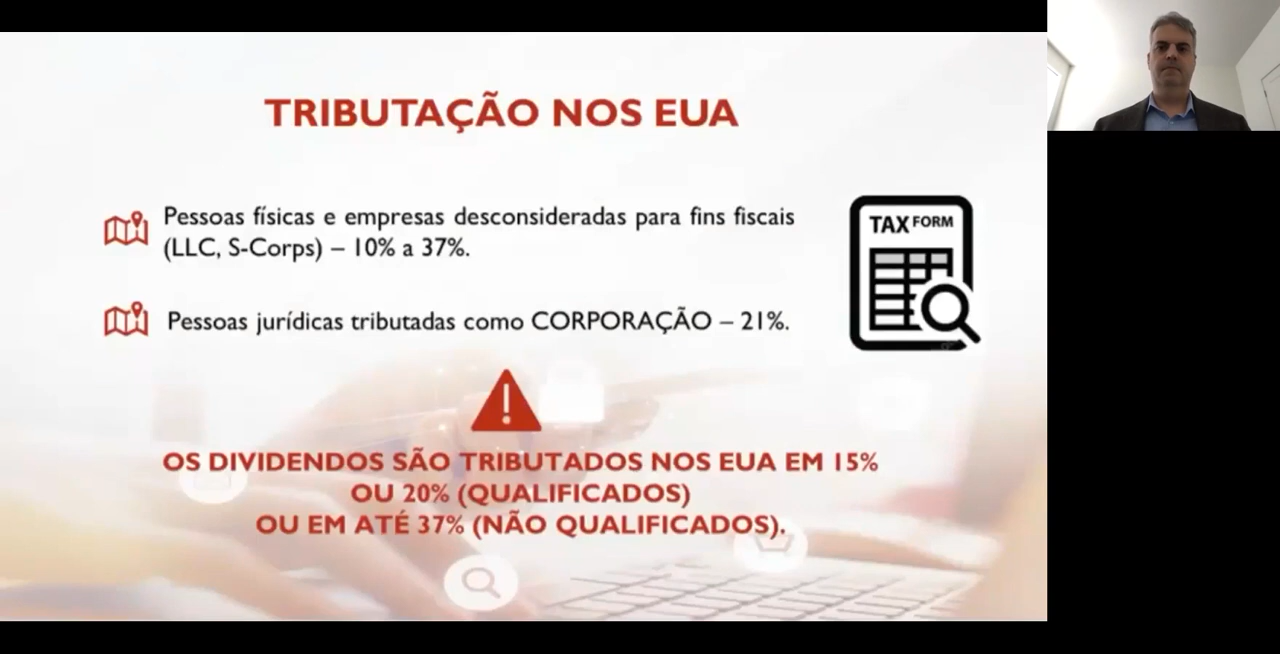 TRIBUTAÇÃO NOS EUA
Pessoas físicas e empresas desconsideradas para fins fiscais
(LLC, S-Corps) – 10% a 37%.
TAX FORM
Pessoas jurídicas tributadas como CORPORAÇÃO – 21%.
OS DIVIDENDOS SÃO TRIBUTADOS NOS EUA EM 15%
OU 20% (QUALIFICADOS)
OU EM ATÉ 37% (NÃO QUALIFICADOS).